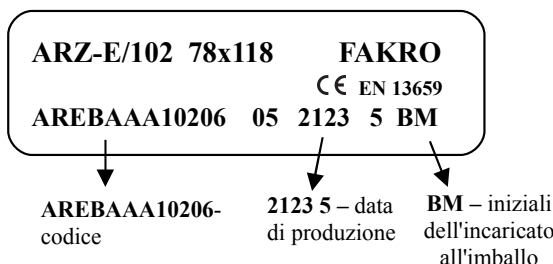 ARZ-E/102 78x118 FAKRO
CE EN 13659
AREBAAA10206 05 2123 5 BM
AREBAAA10206-
codice
2123 5 – data
di produzione
BM – iniziali
dell'incaricato
all'imballo